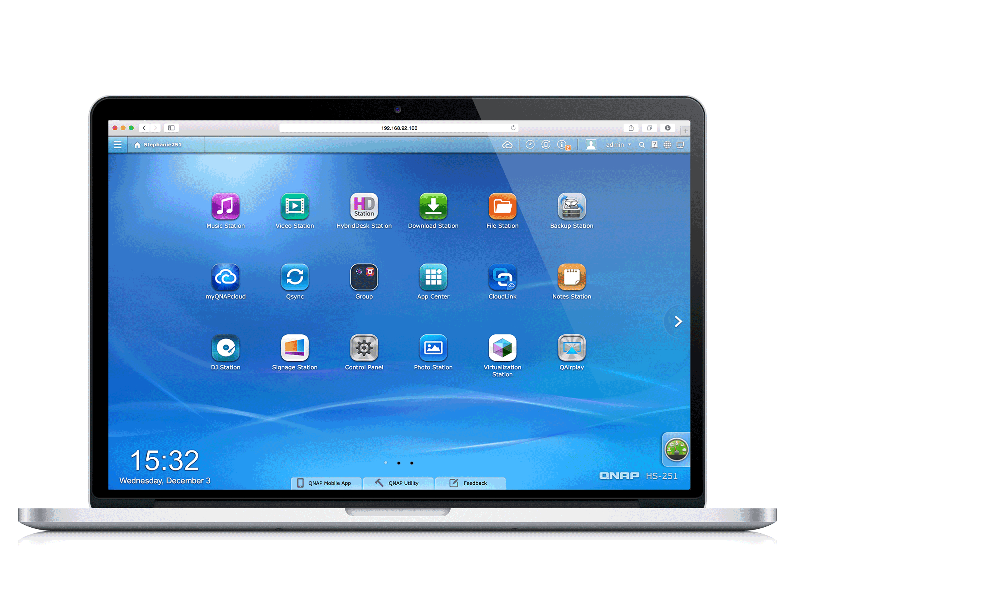 192.168.92.100
Stephanie251
2
admin
?
HD
Station
Music Station
Video Station
HybridDesk Station
Download Station
File Station
Backup Station
myQNAPcloud
Qsync
Group
App Center
CloudLink
Notes Station
DJ Station
Signage Station
Control Panel
Photo Station
Virtualization
Station
QAirplay
15:32
Wednesday, December 3
QNAP HS-251
QNAP Mobile App
QNAP Utility
Feedback